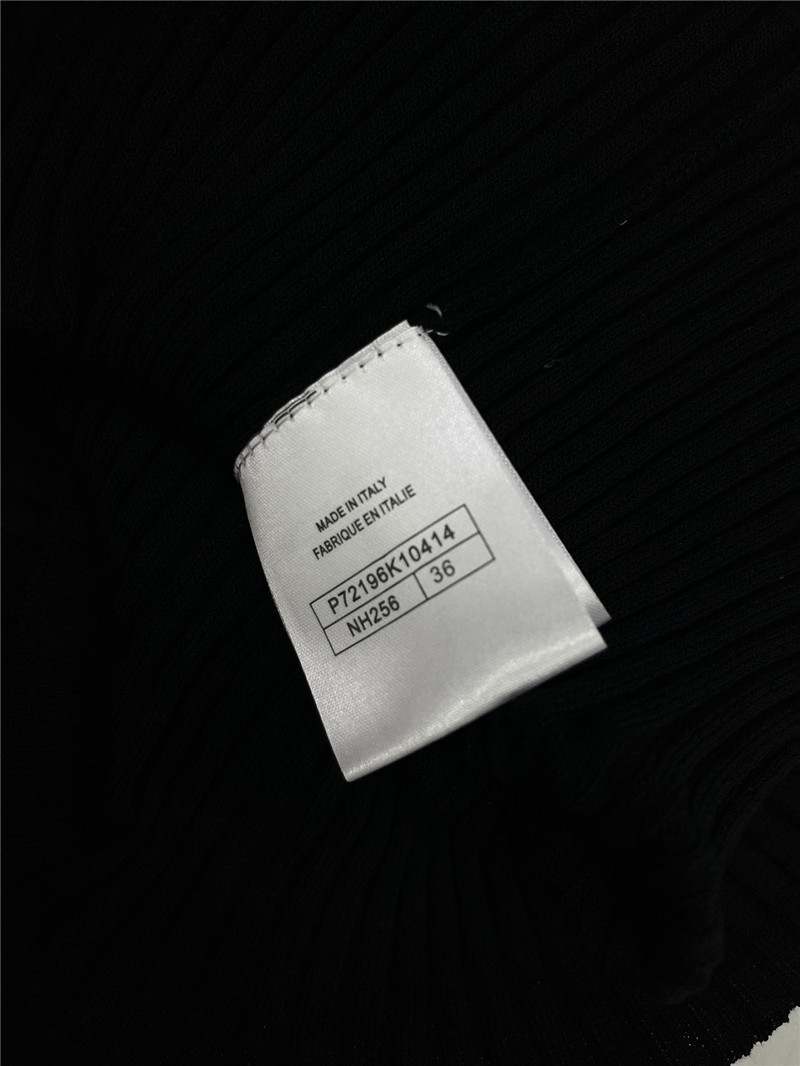 MADE IN ITALY
FABRIQUE EN ITALIE
P72196K10414
NH256 36